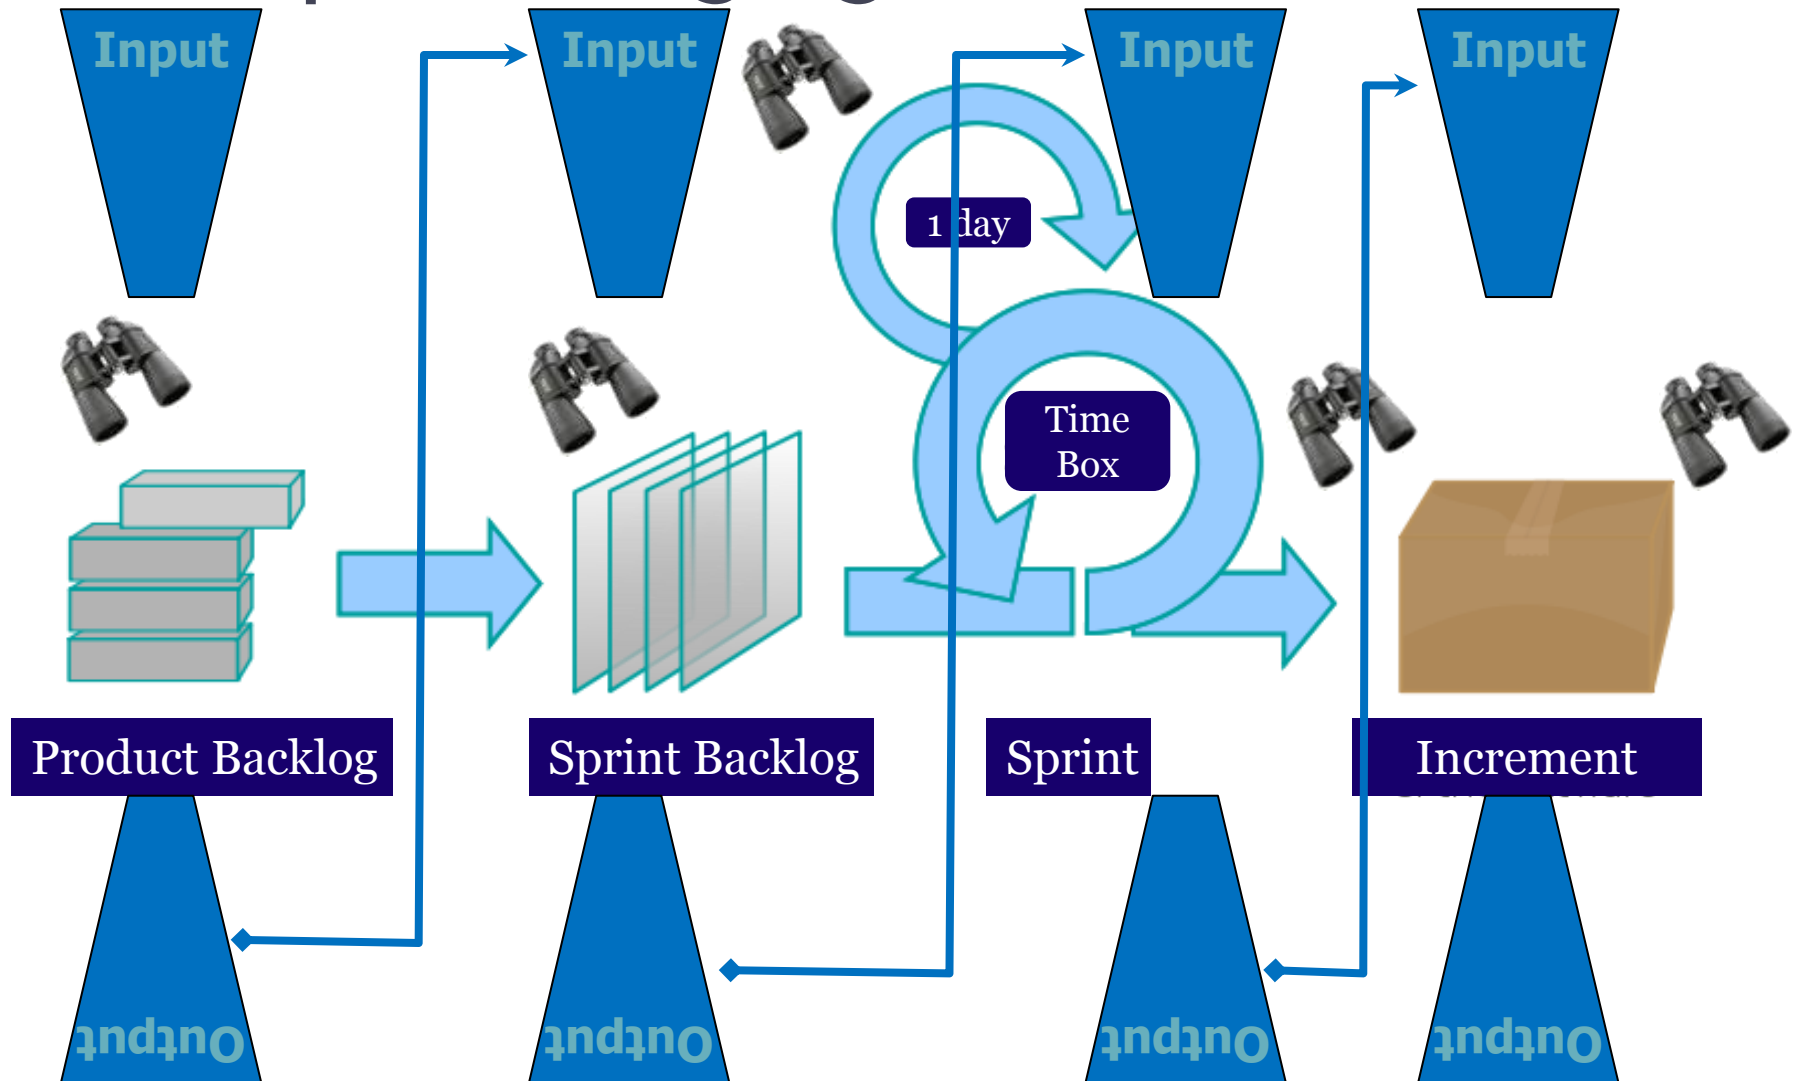 Input
Input
Input
Input
1 day
Time
Box
Product Backlog
Sprint Backlog
Sprint
Increment
Output
Output
Output
Output